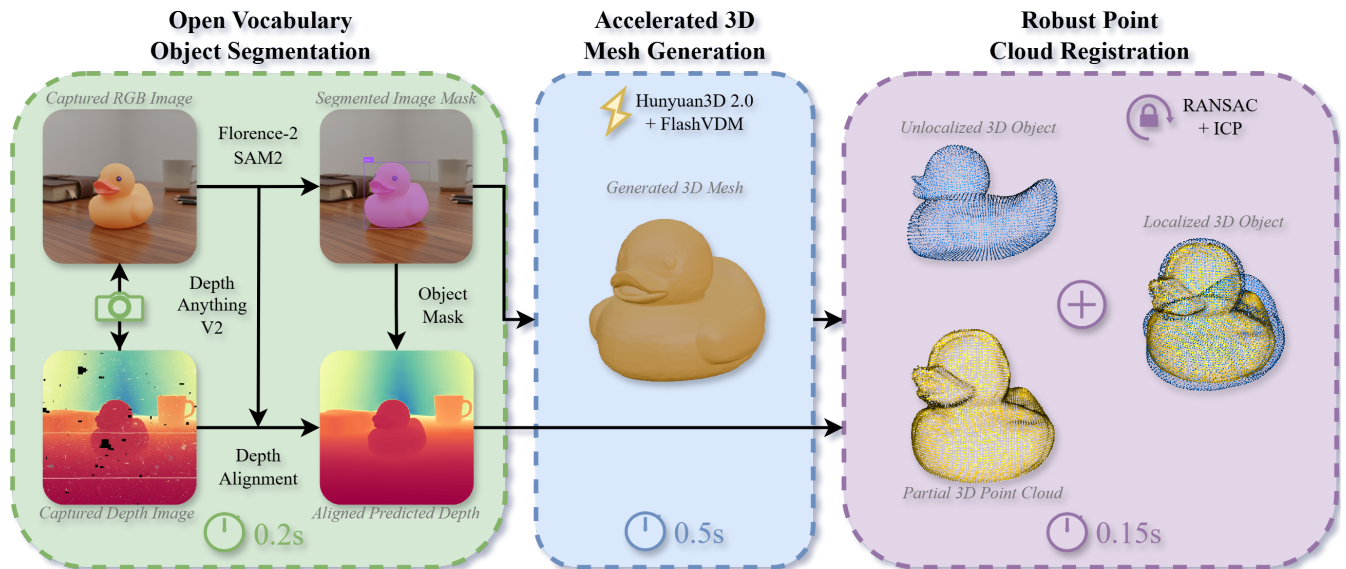 Open Vocabulary
Object Segmentation
Captured RGB Image
Segmented Image Mask
Florence-2
SAM2
Depth
Anything
V2
Object
Mask
Depth
Alignment
Captured Depth Image
Aligned Predicted Depth
0.2s
Accelerated 3D
Mesh Generation
Hunyuan3D 2.0
+ FlashVDM
Generated 3D Mesh
0.5s
Robust Point
Cloud Registration
RANSAC
+ ICP
Unlocalized 3D Object
Localized 3D Object
Partial 3D Point Cloud
0.15s